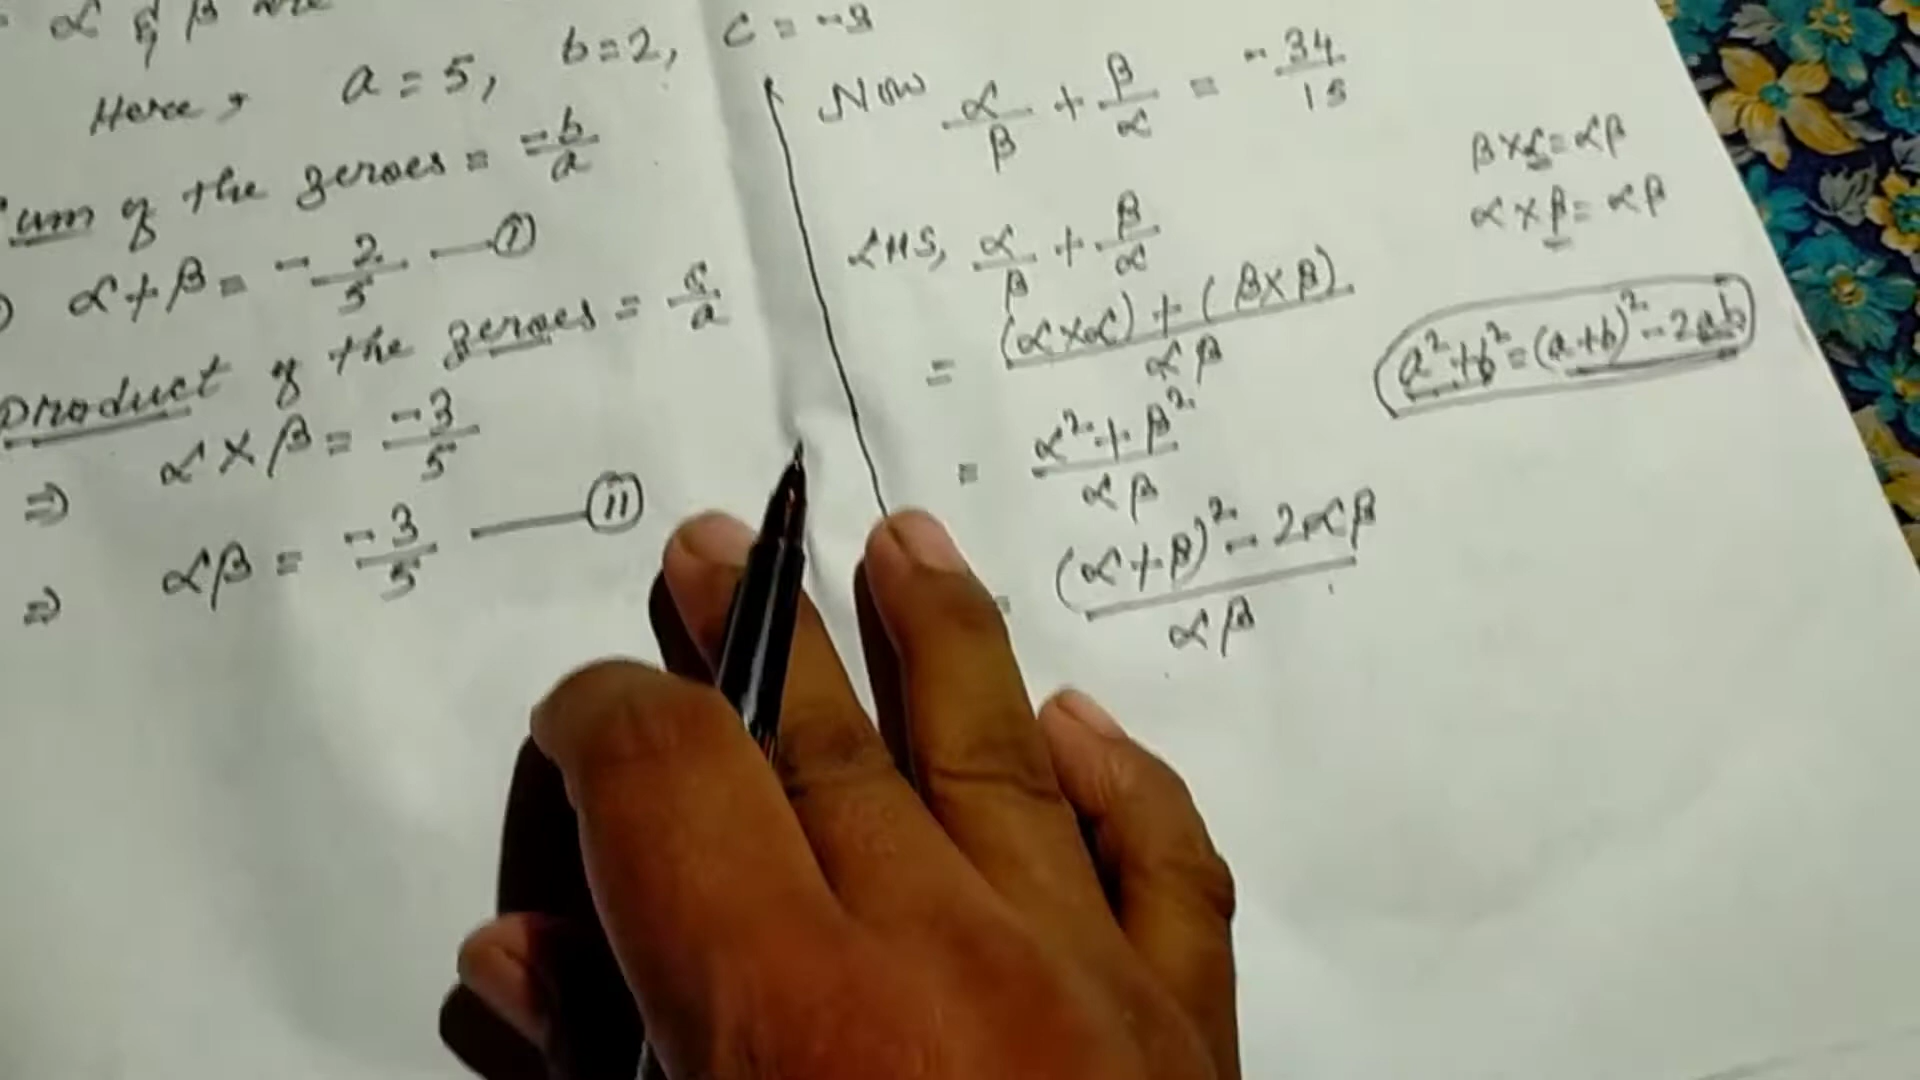 α & β are
Here, a = 5, b = 2, c = -3
Sum of the zeroes = -b/a
α + β = -2/5 —(I)
Product of the zeroes = c/a
⇒ α × β = -3/5
⇒ αβ = -3/5 —(II)
Now α/β + β/α = -34/15
LHS, α/β + β/α
= (α×α) + (β×β) / αβ
= α² + β² / αβ
= (α+β)² - 2αβ / αβ
β × α = αβ
α × β = αβ
a² + b² = (a+b)² - 2ab